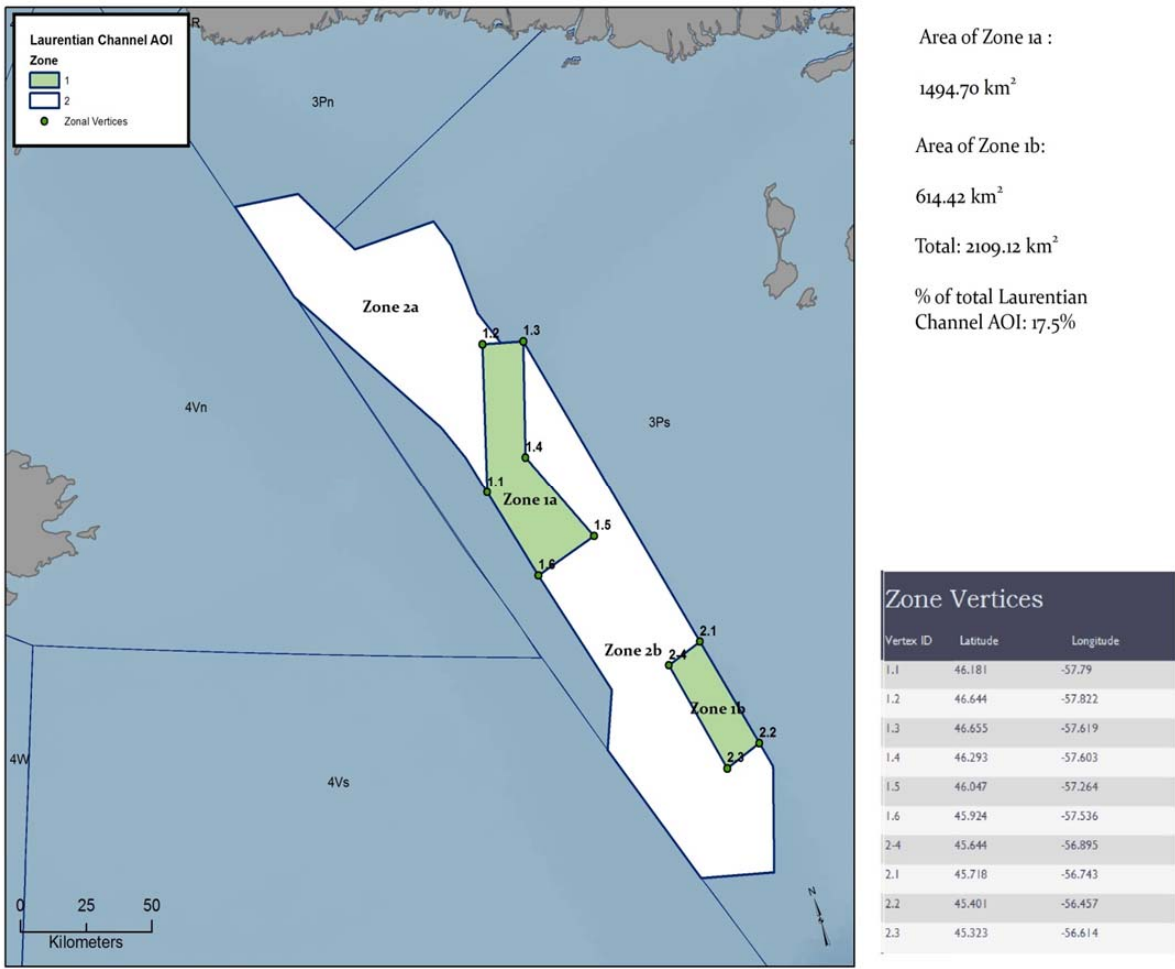 Laurentian Channel AOI
Zone
1
2
Zonal Vertices
R
3Pn
Zone 2a
1.2
1.3
4Vn
3Ps
1.4
1.1
Zone 1a
1.5
1.6
2.1
Zone 2b
2-4
Zone 1b
2.2
2.3
4W
4Vs
N
0 25 50
Kilometers
Area of Zone 1a :
1494.70 km²
Area of Zone 1b:
614.42 km²
Total: 2109.12 km²
% of total Laurentian
Channel AOI: 17.5%
Zone Vertices
Vertex ID Latitude Longitude
1.1 46.181 -57.79
1.2 46.644 -57.822
1.3 46.655 -57.619
1.4 46.293 -57.603
1.5 46.047 -57.264
1.6 45.924 -57.536
2-4 45.644 -56.895
2.1 45.718 -56.743
2.2 45.401 -56.457
2.3 45.323 -56.614